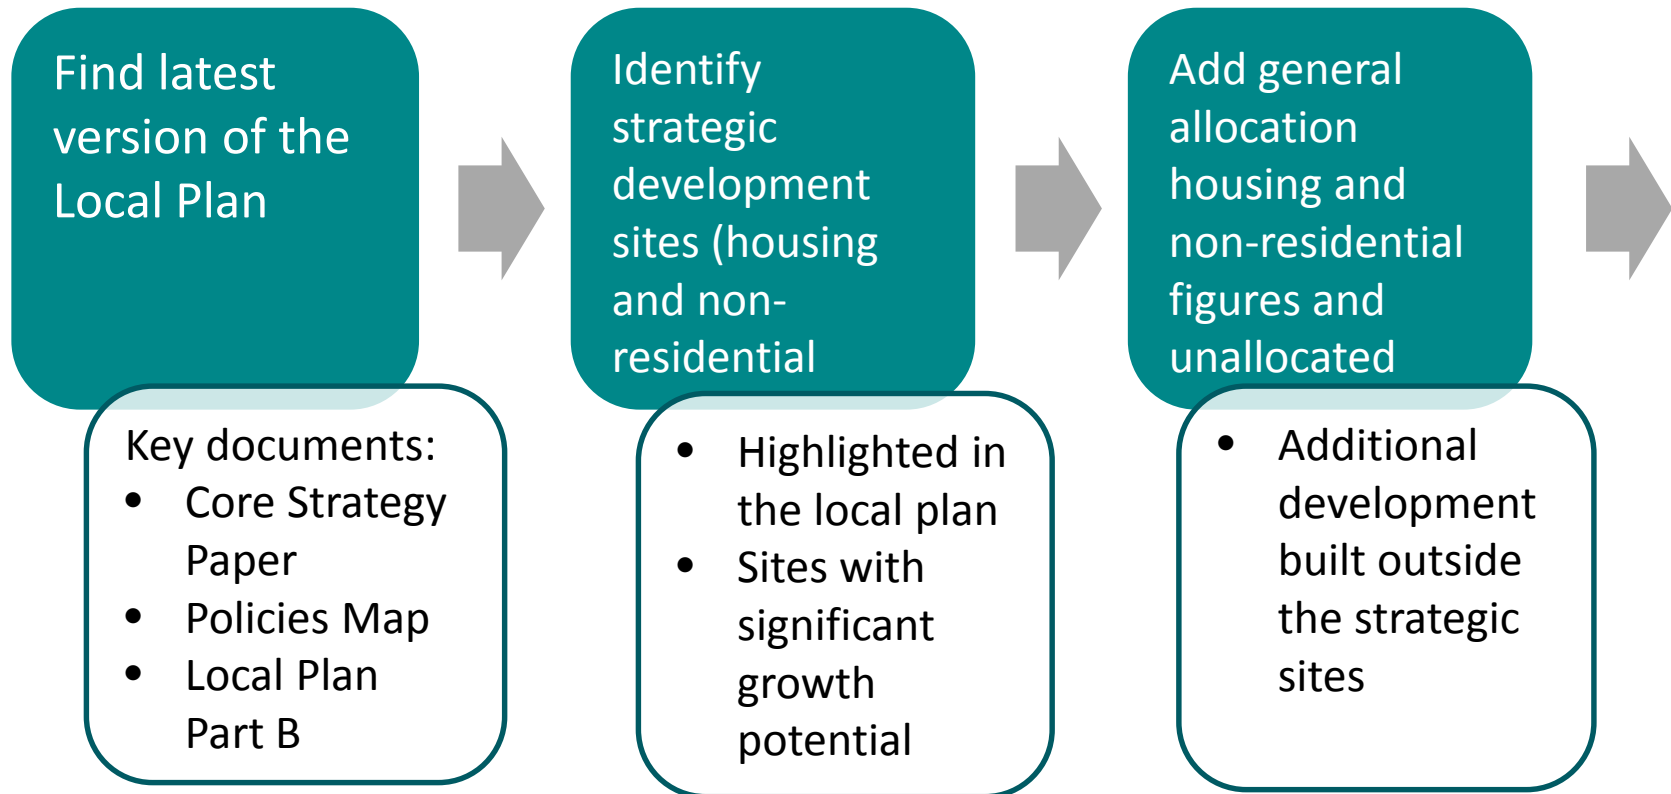 Find latest
version of the
Local Plan
Key documents:
• Core Strategy
Paper
• Policies Map
• Local Plan
Part B
Identify
strategic
development
sites (housing
and non-
residential
• Highlighted in
the local plan
• Sites with
significant
growth
potential
Add general
allocation
housing and
non-residential
figures and
unallocated
• Additional
development
built outside
the strategic
sites